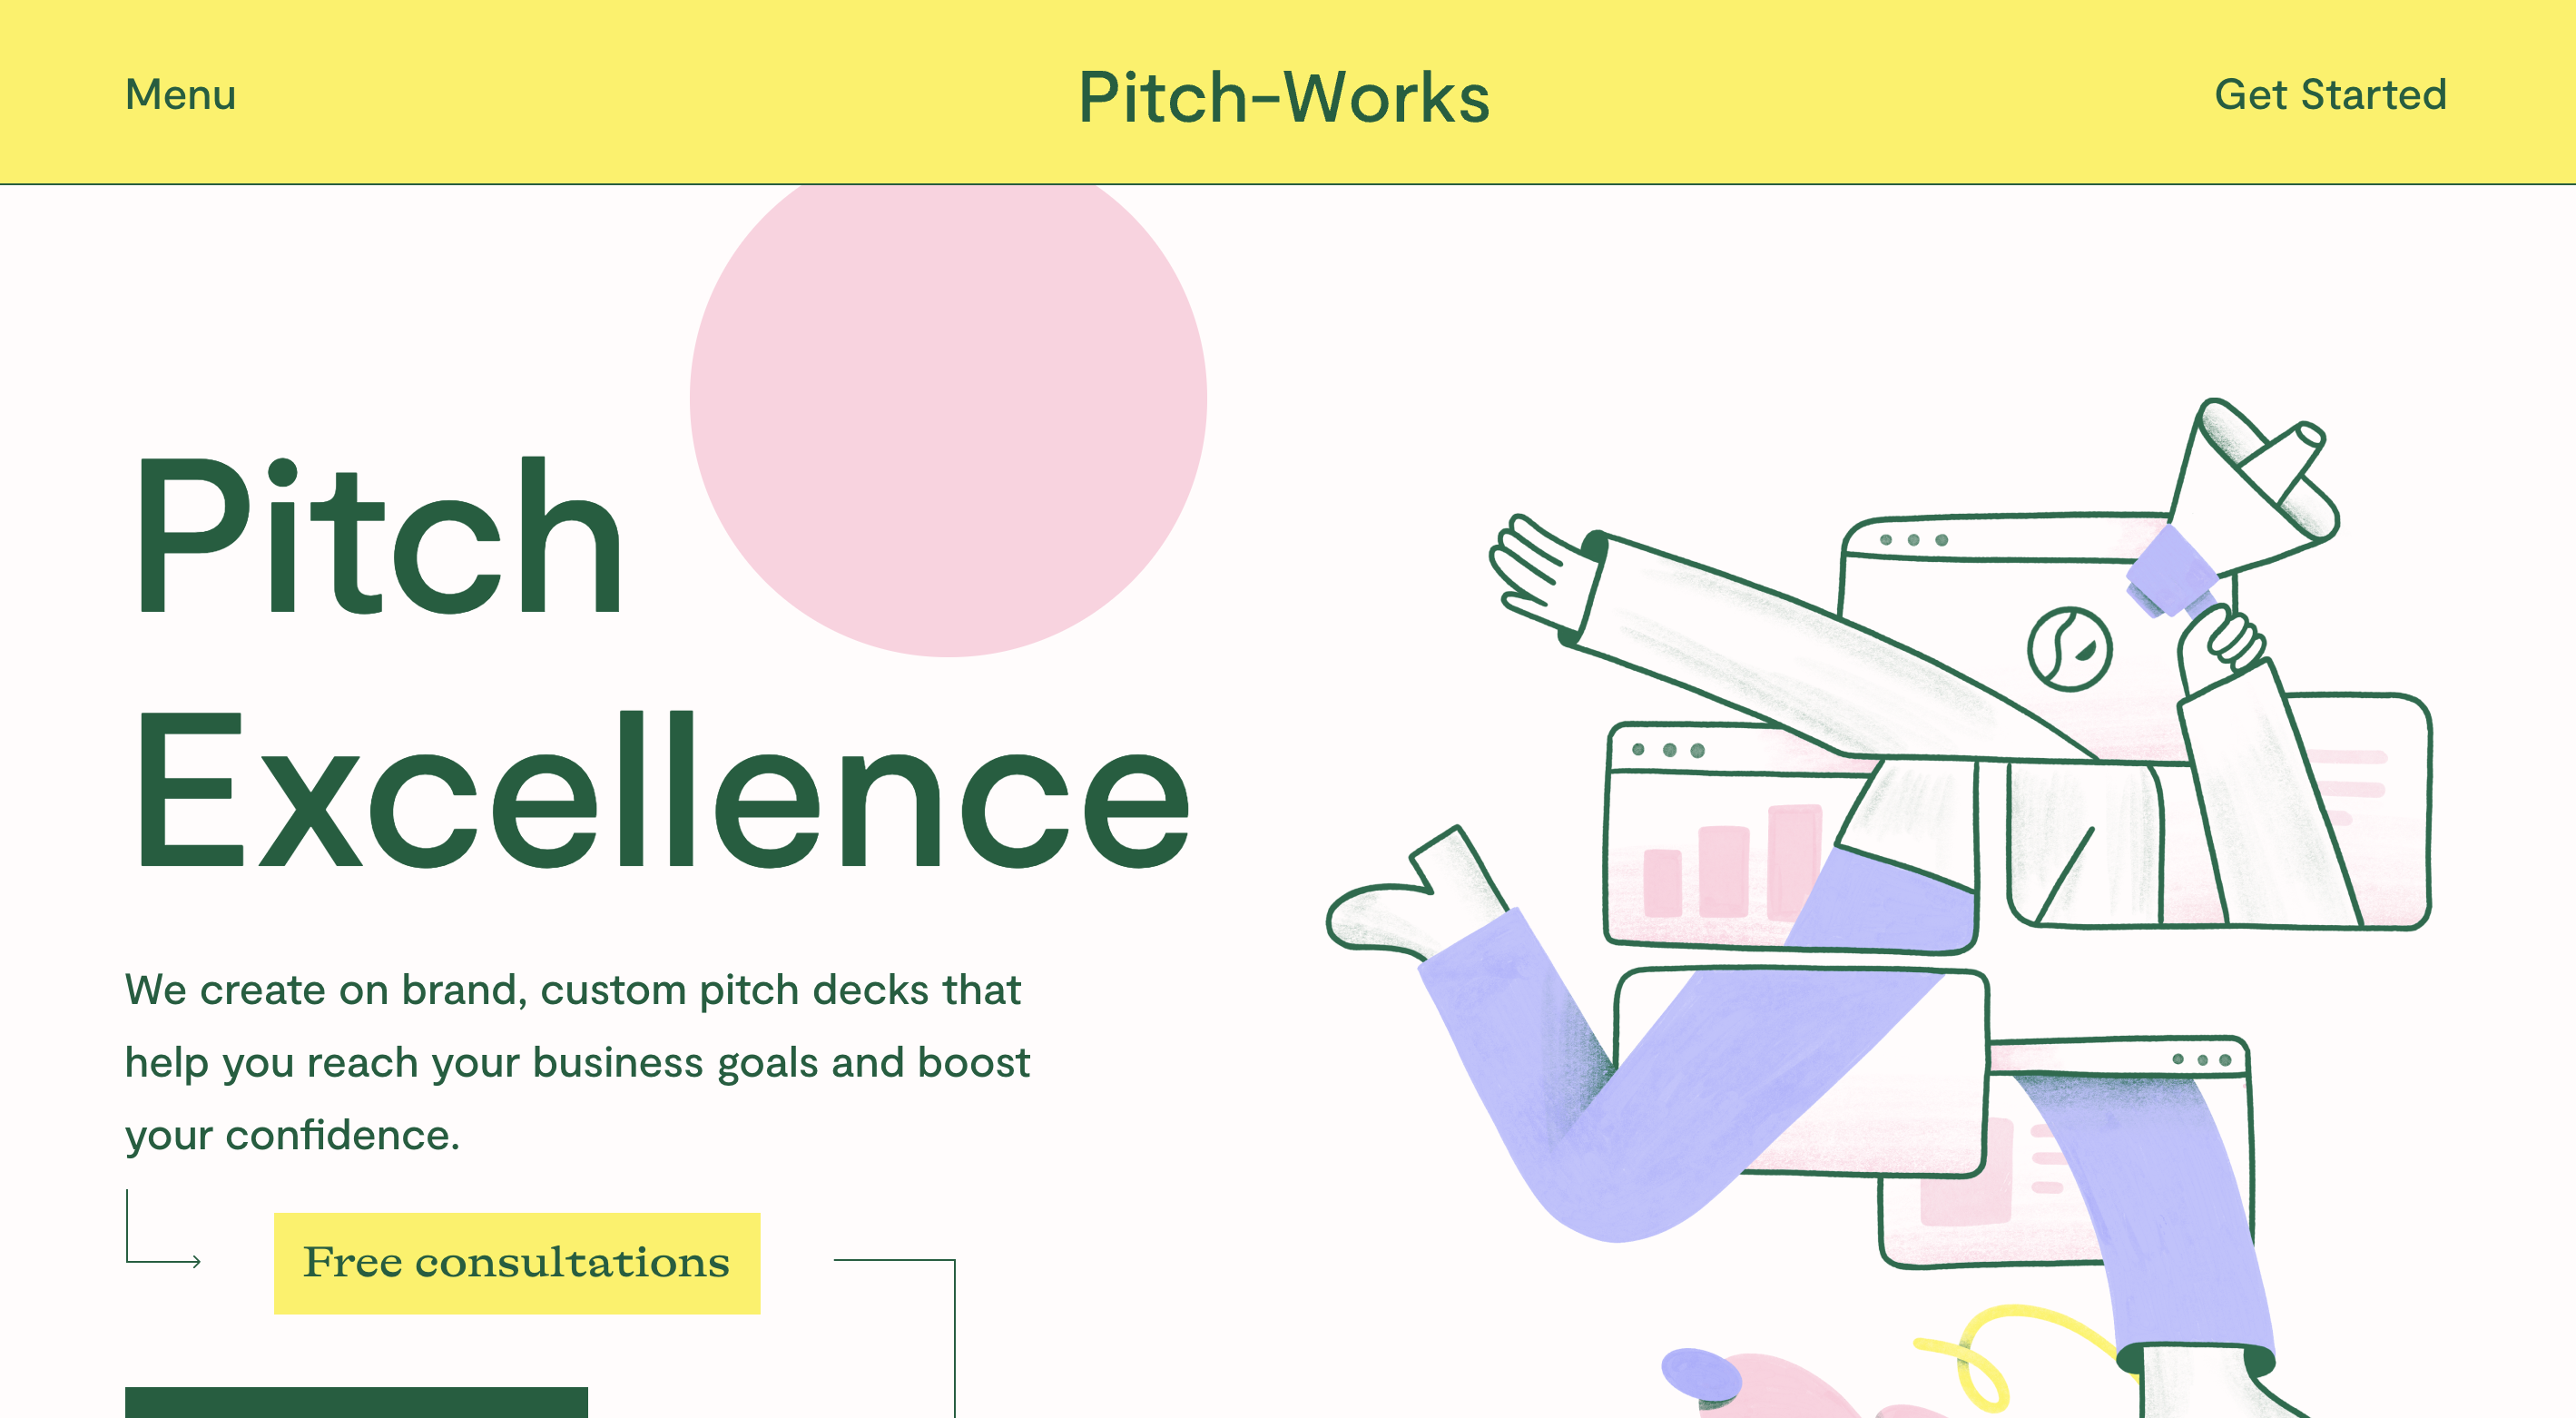 Menu
Pitch-Works
Get Started
Pitch
Excellence
We create on brand, custom pitch decks that
help you reach your business goals and boost
your confidence.
Free consultations